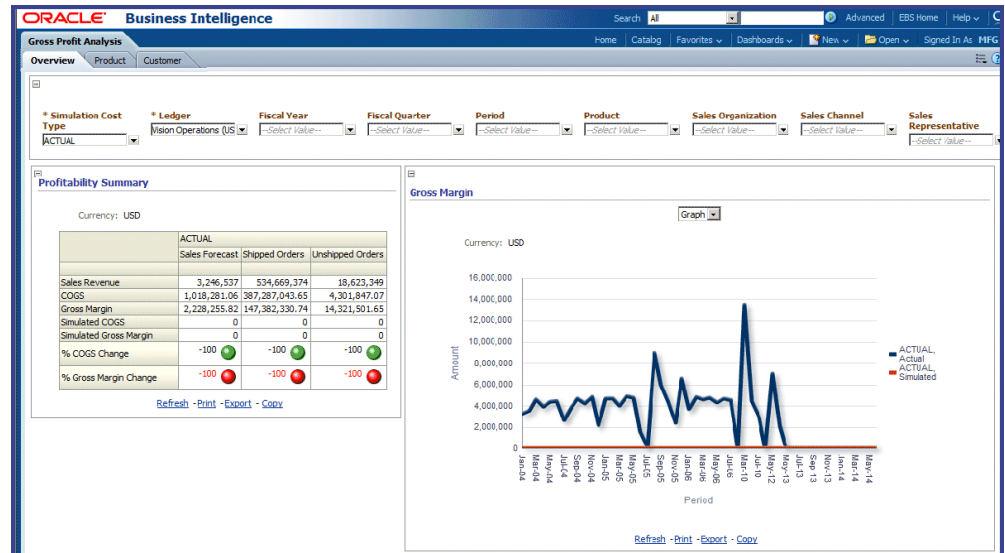 ORACLE Business Intelligence
Search All Advanced EBS Home Help
Gross Profit Analysis
Home Catalog Favorites Dashboards New Open Signed In As MFG
Overview Product Customer
* Simulation Cost Type
ACTUAL
* Ledger
Vision Operations (US
Fiscal Year
--Select Value--
Fiscal Quarter
--Select Value--
Period
--Select Value--
Product
--Select Value--
Sales Organization
--Select Value--
Sales Channel
--Select Value--
Sales Representative
--Select Value--
Profitability Summary
Currency: USD
ACTUAL
Sales Forecast Shipped Orders Unshipped Orders
Sales Revenue 3,246,537 534,669,374 18,623,349
COGS 1,018,281.06 387,287,043.65 4,301,847.07
Gross Margin 2,228,255.82 147,382,330.74 14,321,501.65
Simulated COGS 0 0 0
Simulated Gross Margin 0 0 0
% COGS Change -100 -100 -100
% Gross Margin Change -100 -100 -100
Refresh - Print - Export - Copy
Gross Margin
Graph
Currency: USD
16,000,000
14,000,000
12,000,000
10,000,000
8,000,000
6,000,000
4,000,000
2,000,000
0
Amount
Jan-04 Mar-04 May-04 Jul-04 Sep-04 Nov-04 Jan-05 Mar-05 May-05 Jul-05 Sep-05 Nov-05 Jan-06 Mar-06 May-06 Jul-06 Mar-10 Jul-10 May-12 May-13 Jul-13 Sep-13 Nov-13 Jan-14 Mar-14 May-14
Period
ACTUAL, Actual
ACTUAL, Simulated
Refresh - Print - Export - Copy